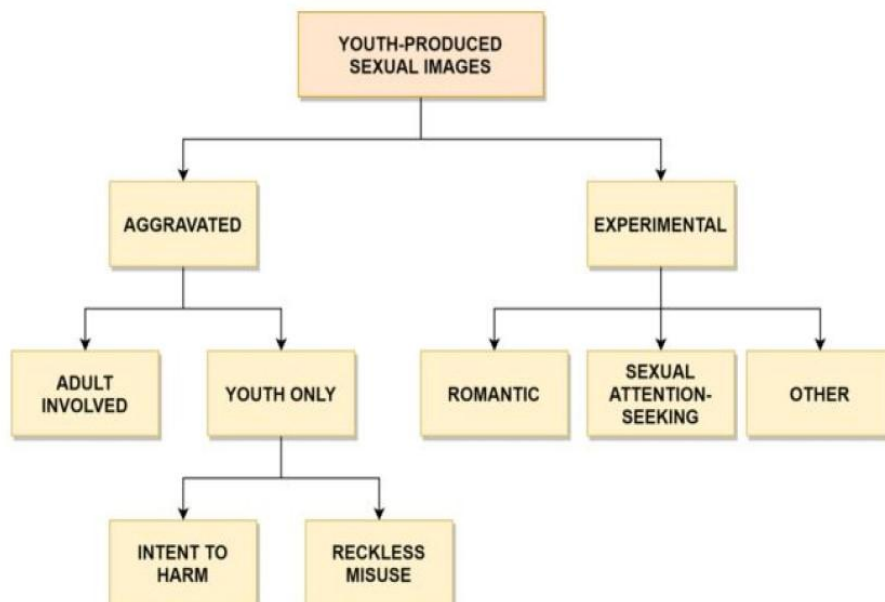 YOUTH-PRODUCED
SEXUAL IMAGES
AGGRAVATED
EXPERIMENTAL
ADULT
INVOLVED
YOUTH ONLY
ROMANTIC
SEXUAL
ATTENTION-
SEEKING
OTHER
INTENT TO
HARM
RECKLESS
MISUSE